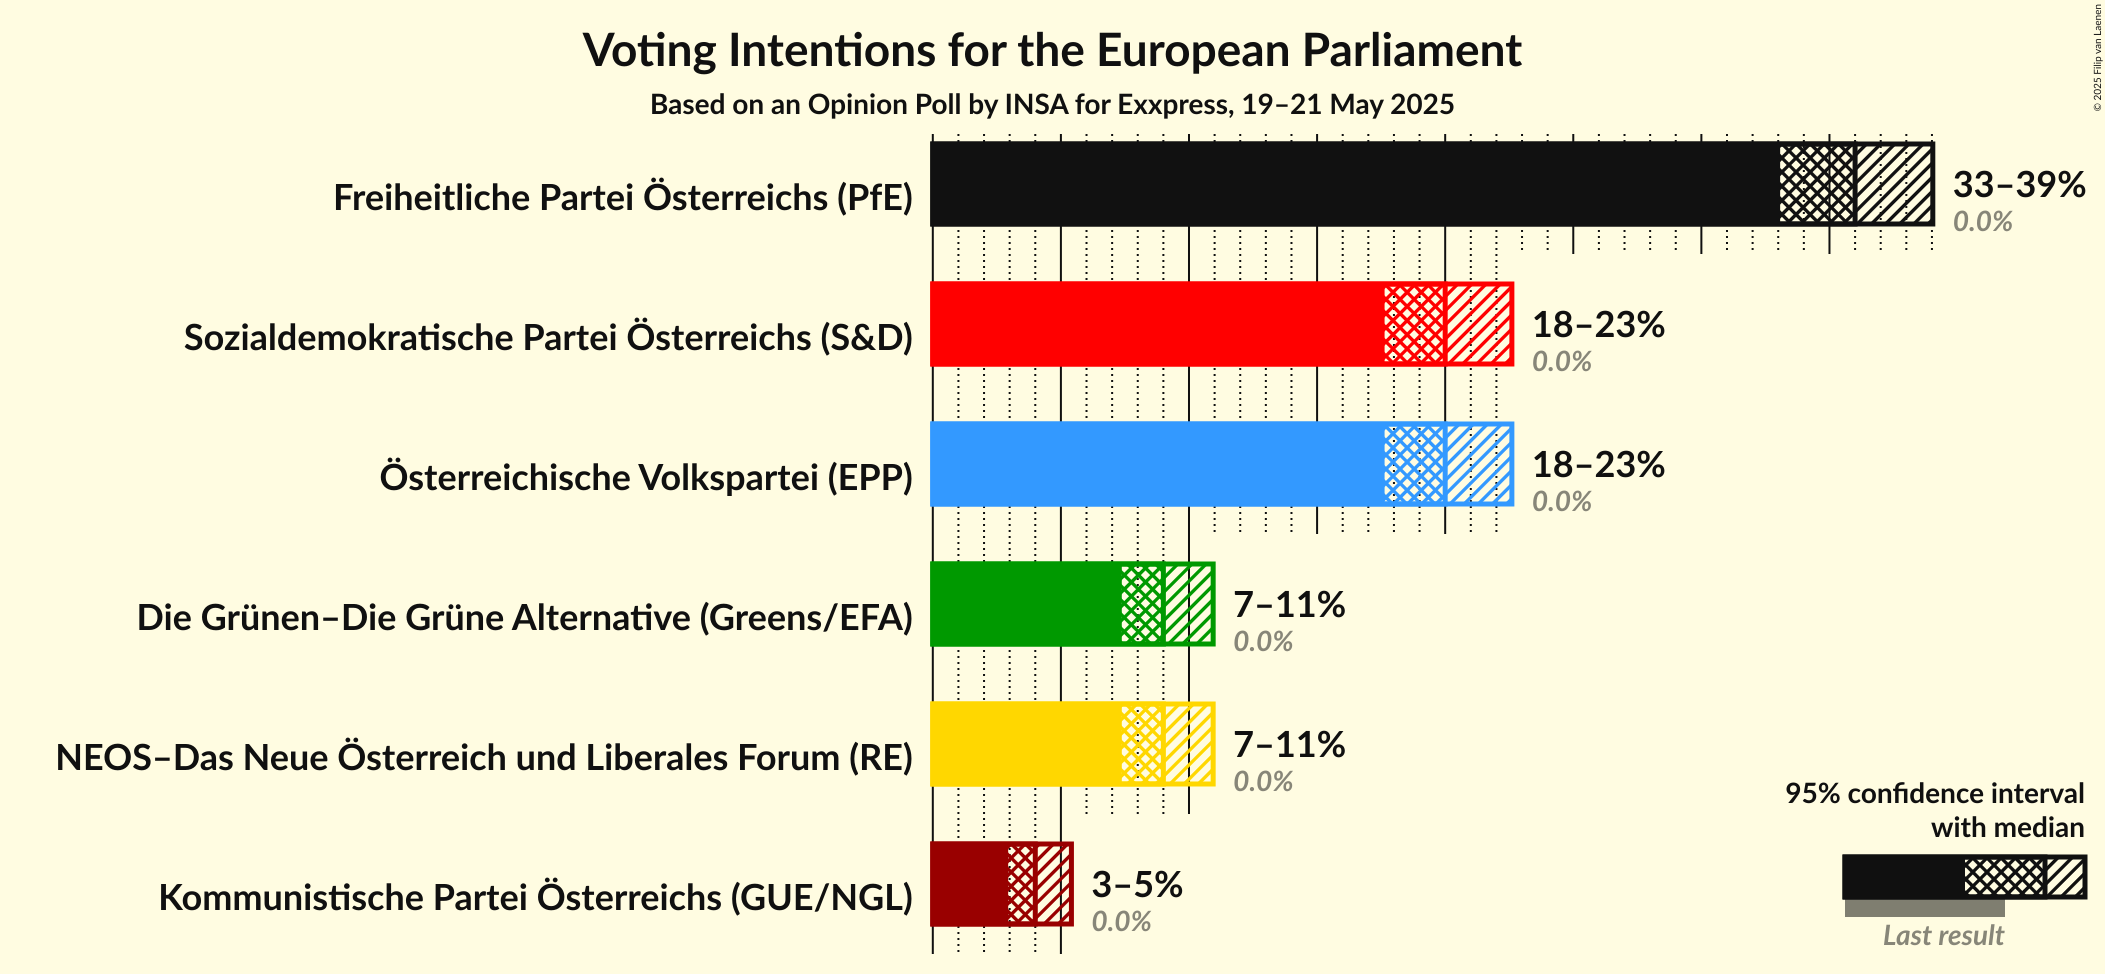 Voting Intentions for the European Parliament
Based on an Opinion Poll by INSA for Exxpress, 19–21 May 2025
© 2025 Filip van Laenen
Freiheitliche Partei Österreichs (PfE)
33–39%
0.0%
Sozialdemokratische Partei Österreichs (S&D)
18–23%
0.0%
Österreichische Volkspartei (EPP)
18–23%
0.0%
Die Grünen–Die Grüne Alternative (Greens/EFA)
7–11%
0.0%
NEOS–Das Neue Österreich und Liberales Forum (RE)
7–11%
0.0%
Kommunistische Partei Österreichs (GUE/NGL)
3–5%
0.0%
95% confidence interval
with median
Last result